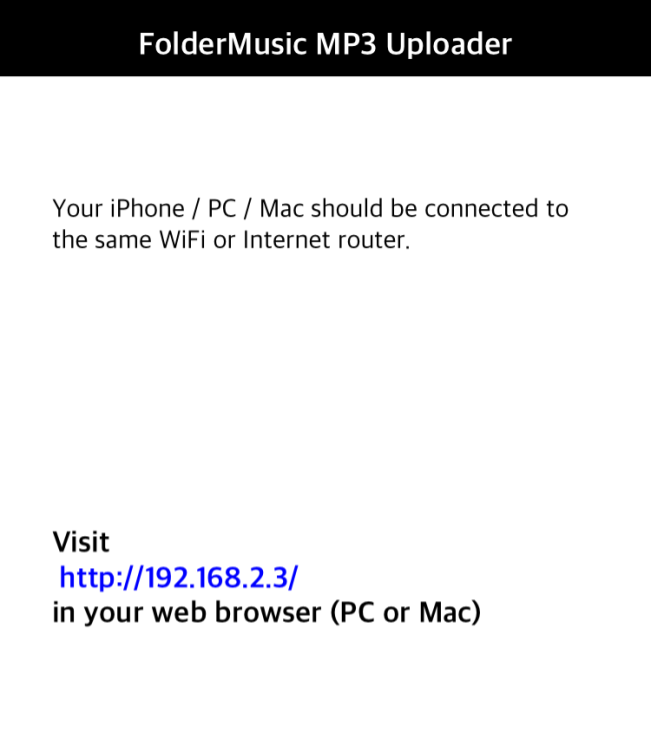 FolderMusic MP3 Uploader
Your iPhone / PC / Mac should be connected to
the same WiFi or Internet router.
Visit
http://192.168.2.3/
in your web browser (PC or Mac)